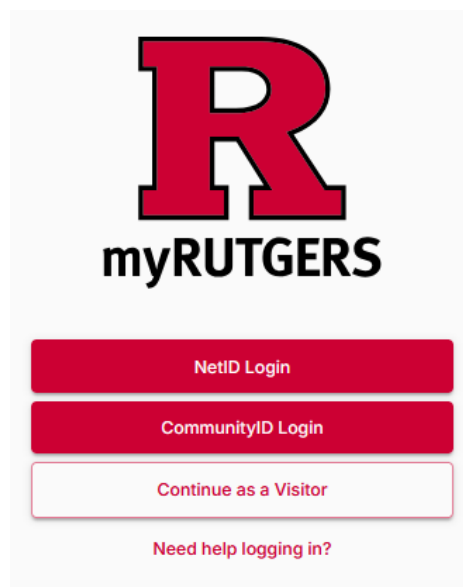 R
myRUTGERS
NetID Login
CommunityID Login
Continue as a Visitor
Need help logging in?